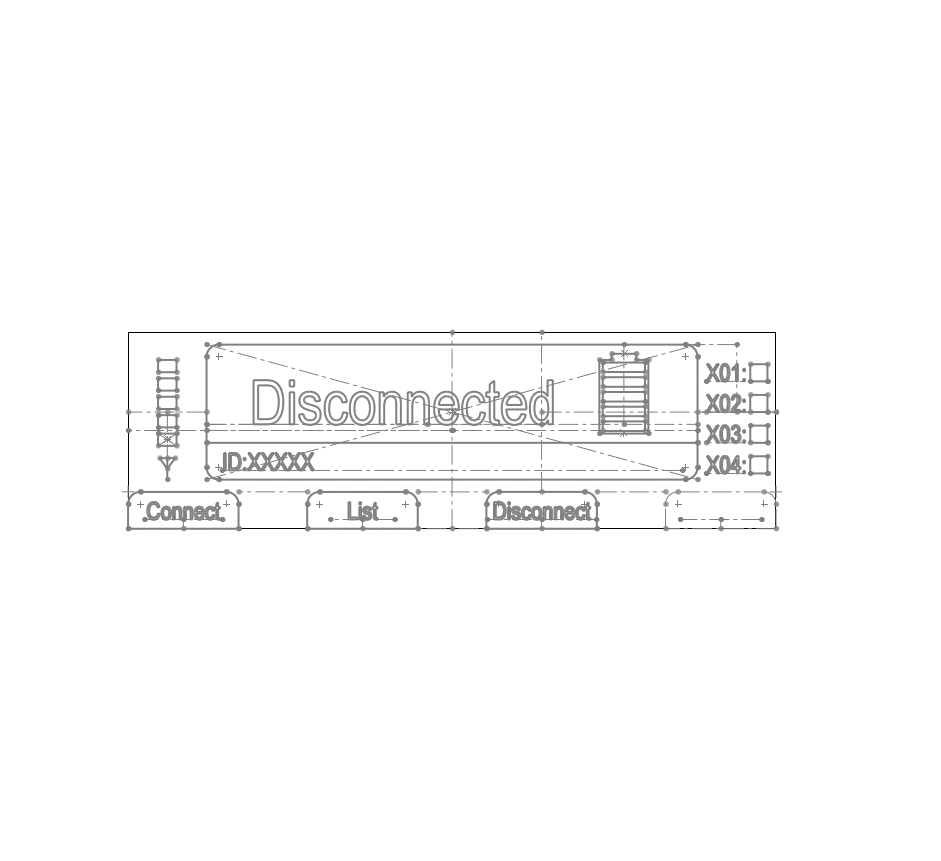 Disconnected
ID:XXXXX
X01:
X02:
X03:
X04:
Connect
List
Disconnect